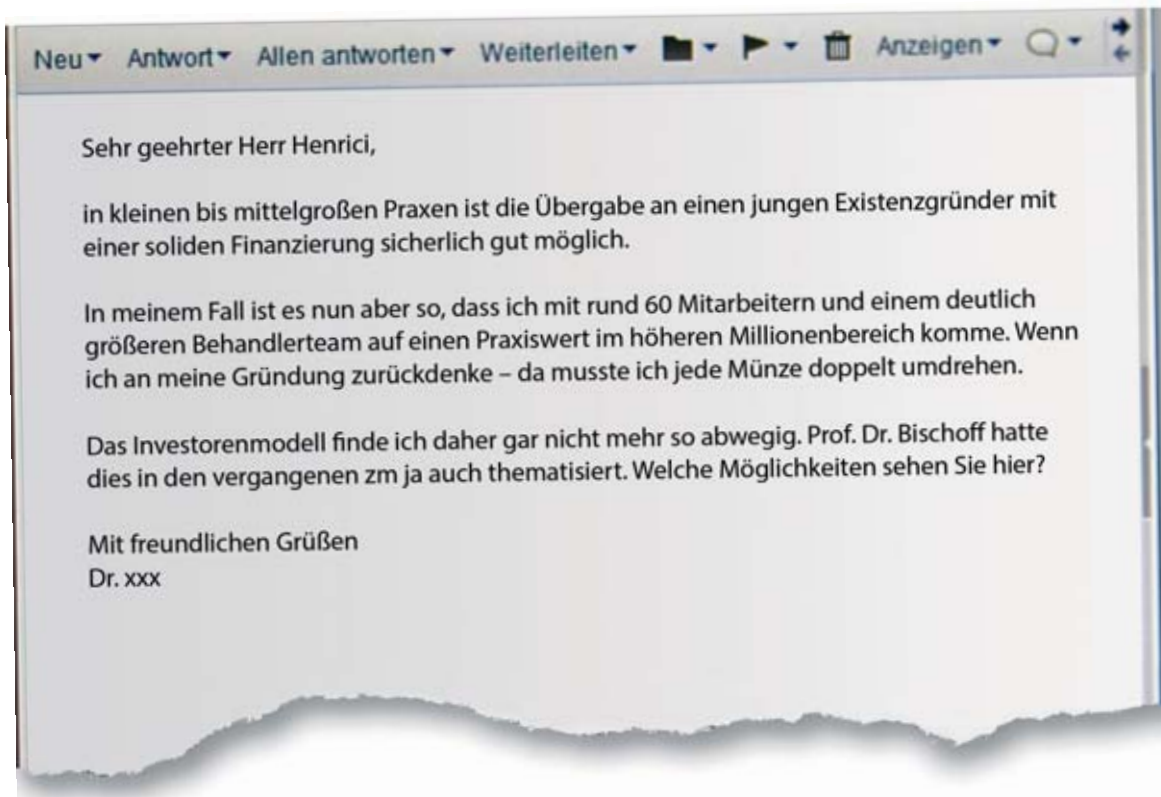 Neu Antwort Allen antworten Weiterleiten Anzeigen
Sehr geehrter Herr Henrici,
in kleinen bis mittelgroßen Praxen ist die Übergabe an einen jungen Existenzgründer mit
einer soliden Finanzierung sicherlich gut möglich.
In meinem Fall ist es nun aber so, dass ich mit rund 60 Mitarbeitern und einem deutlich
größeren Behandlerteam auf einen Praxiswert im höheren Millionenbereich komme. Wenn
ich an meine Gründung zurückdenke – da musste ich jede Münze doppelt umdrehen.
Das Investorenmodell finde ich daher gar nicht mehr so abwegig. Prof. Dr. Bischoff hatte
dies in den vergangenen zm ja auch thematisiert. Welche Möglichkeiten sehen Sie hier?
Mit freundlichen Grüßen
Dr. xxx